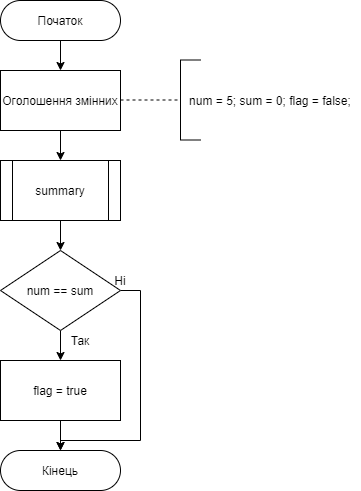 Початок
Оголошення змінних
num = 5; sum = 0; flag = false;
summary
num == sum
Ні
Так
flag = true
Кінець